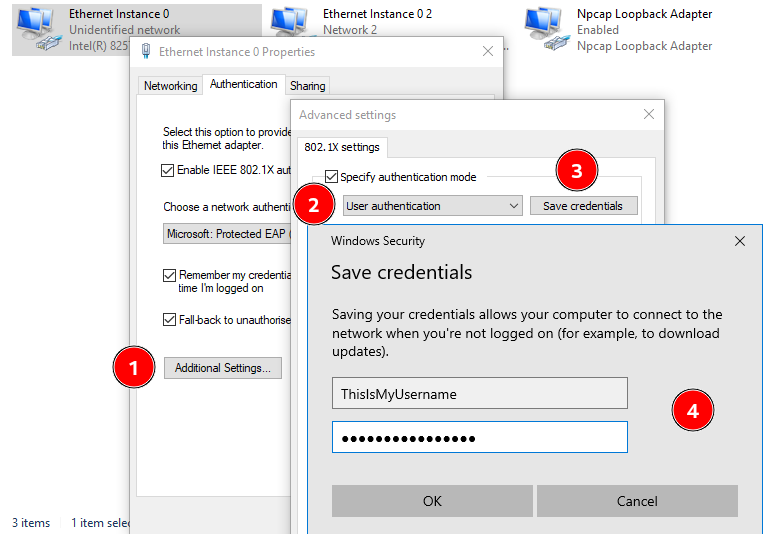 Ethernet Instance 0
Unidentified network
Intel(R) 825
Ethernet Instance 0 2
Network 2
Npcap Loopback Adapter
Enabled
Npcap Loopback Adapter
Ethernet Instance 0 Properties
Networking
Authentication
Sharing
Select this option to provide
this Ethernet adapter.
Enable IEEE 802.1X aut
Choose a network authenti
Microsoft: Protected EAP (
Remember my credentia
time I'm logged on
Fall-back to unauthorise
1
Additional Settings...
Advanced settings
802.1X settings
Specify authentication mode
3
2
User authentication
Save credentials
Windows Security
Save credentials
Saving your credentials allows your computer to connect to the
network when you're not logged on (for example, to download
updates).
ThisIsMyUsername
●●●●●●●●●●●●●●●●
4
OK
Cancel
3 items
1 item selec